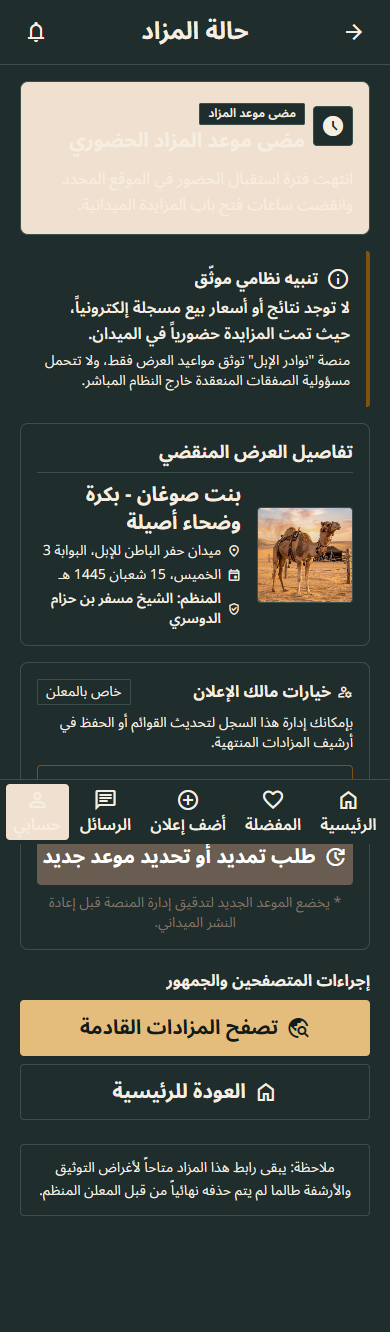 حالة المزاد
مضى موعد المزاد
مضى موعد المزاد الحضوري
انتهت فترة استقبال الحضور في الموقع المحدد
وانقضت ساعات فتح باب المزايدة الميدانية.
تنبيه نظامي موثّق
لا توجد نتائج أو أسعار بيع مسجلة إلكترونياً،
حيث تمت المزايدة حضورياً في الميدان.
منصة "نوادر الإبل" توثق مواعيد العرض فقط، ولا تتحمل
مسؤولية الصفقات المنعقدة خارج النظام المباشر.
تفاصيل العرض المنقضي
بنت صوغان - بكرة
وضحاء أصيلة
ميدان حفر الباطن للإبل، البوابة 3
الخميس، 15 شعبان 1445 هـ
المنظم: الشيخ مسفر بن حزام
الدوسري
خيارات مالك الإعلان
خاص بالمعلن
بإمكانك إدارة هذا السجل لتحديث القوائم أو الحفظ في
أرشيف المزادات المنتهية.
الرئيسية
المفضلة
أضف إعلان
الرسائل
حسابي
طلب تمديد أو تحديد موعد جديد
* يخضع الموعد الجديد لتدقيق إدارة المنصة قبل إعادة
النشر الميداني.
إجراءات المتصفحين والجمهور
تصفح المزادات القادمة
العودة للرئيسية
ملاحظة: يبقى رابط هذا المزاد متاحاً لأغراض التوثيق
والأرشفة طالما لم يتم حذفه نهائياً من قبل المعلن المنظم.